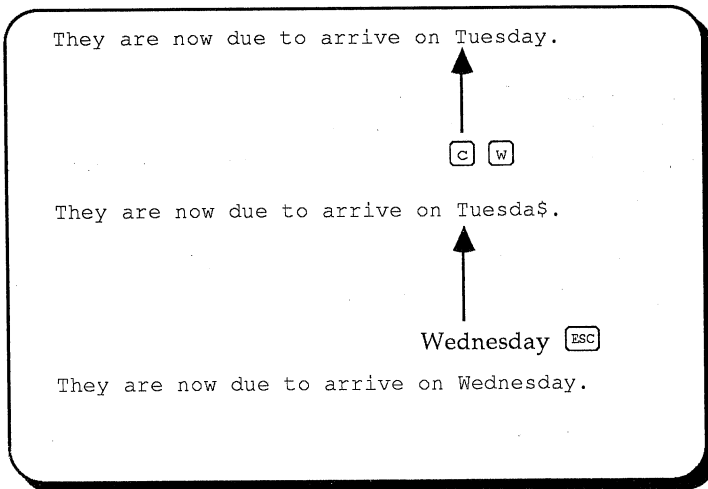 They are now due to arrive on Tuesday.
c w
They are now due to arrive on Tuesda$.
Wednesday ESC
They are now due to arrive on Wednesday.